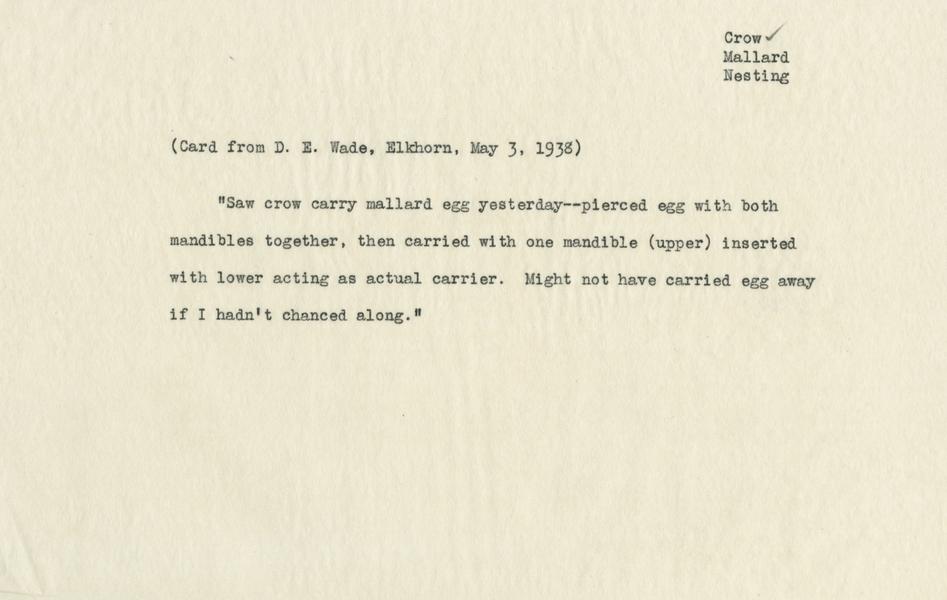 Crow ✓
Mallard
Nesting
(Card from D. E. Wade, Elkhorn, May 3, 1938)
"Saw crow carry mallard egg yesterday--pierced egg with both
mandibles together, then carried with one mandible (upper) inserted
with lower acting as actual carrier.  Might not have carried egg away
if I hadn't chanced along."